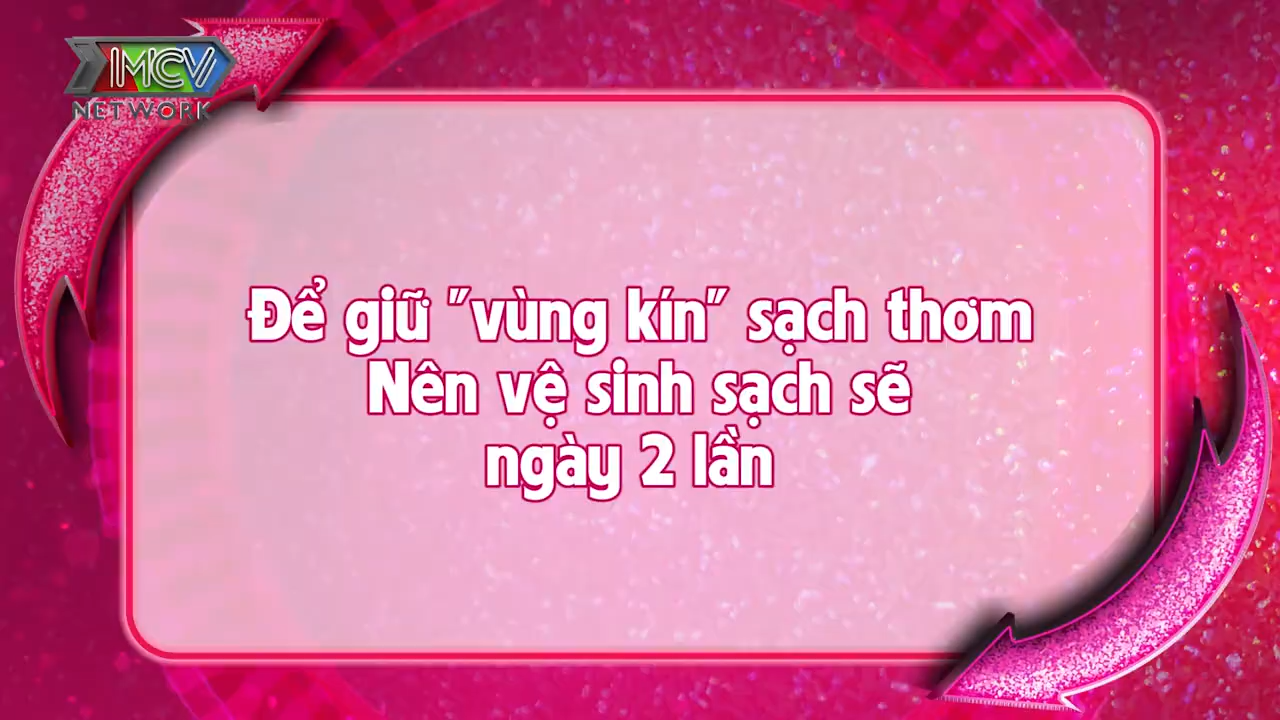 MCV
NETWORK
Để giữ "vùng kín" sạch thơm
Nên vệ sinh sạch sẽ
ngày 2 lần